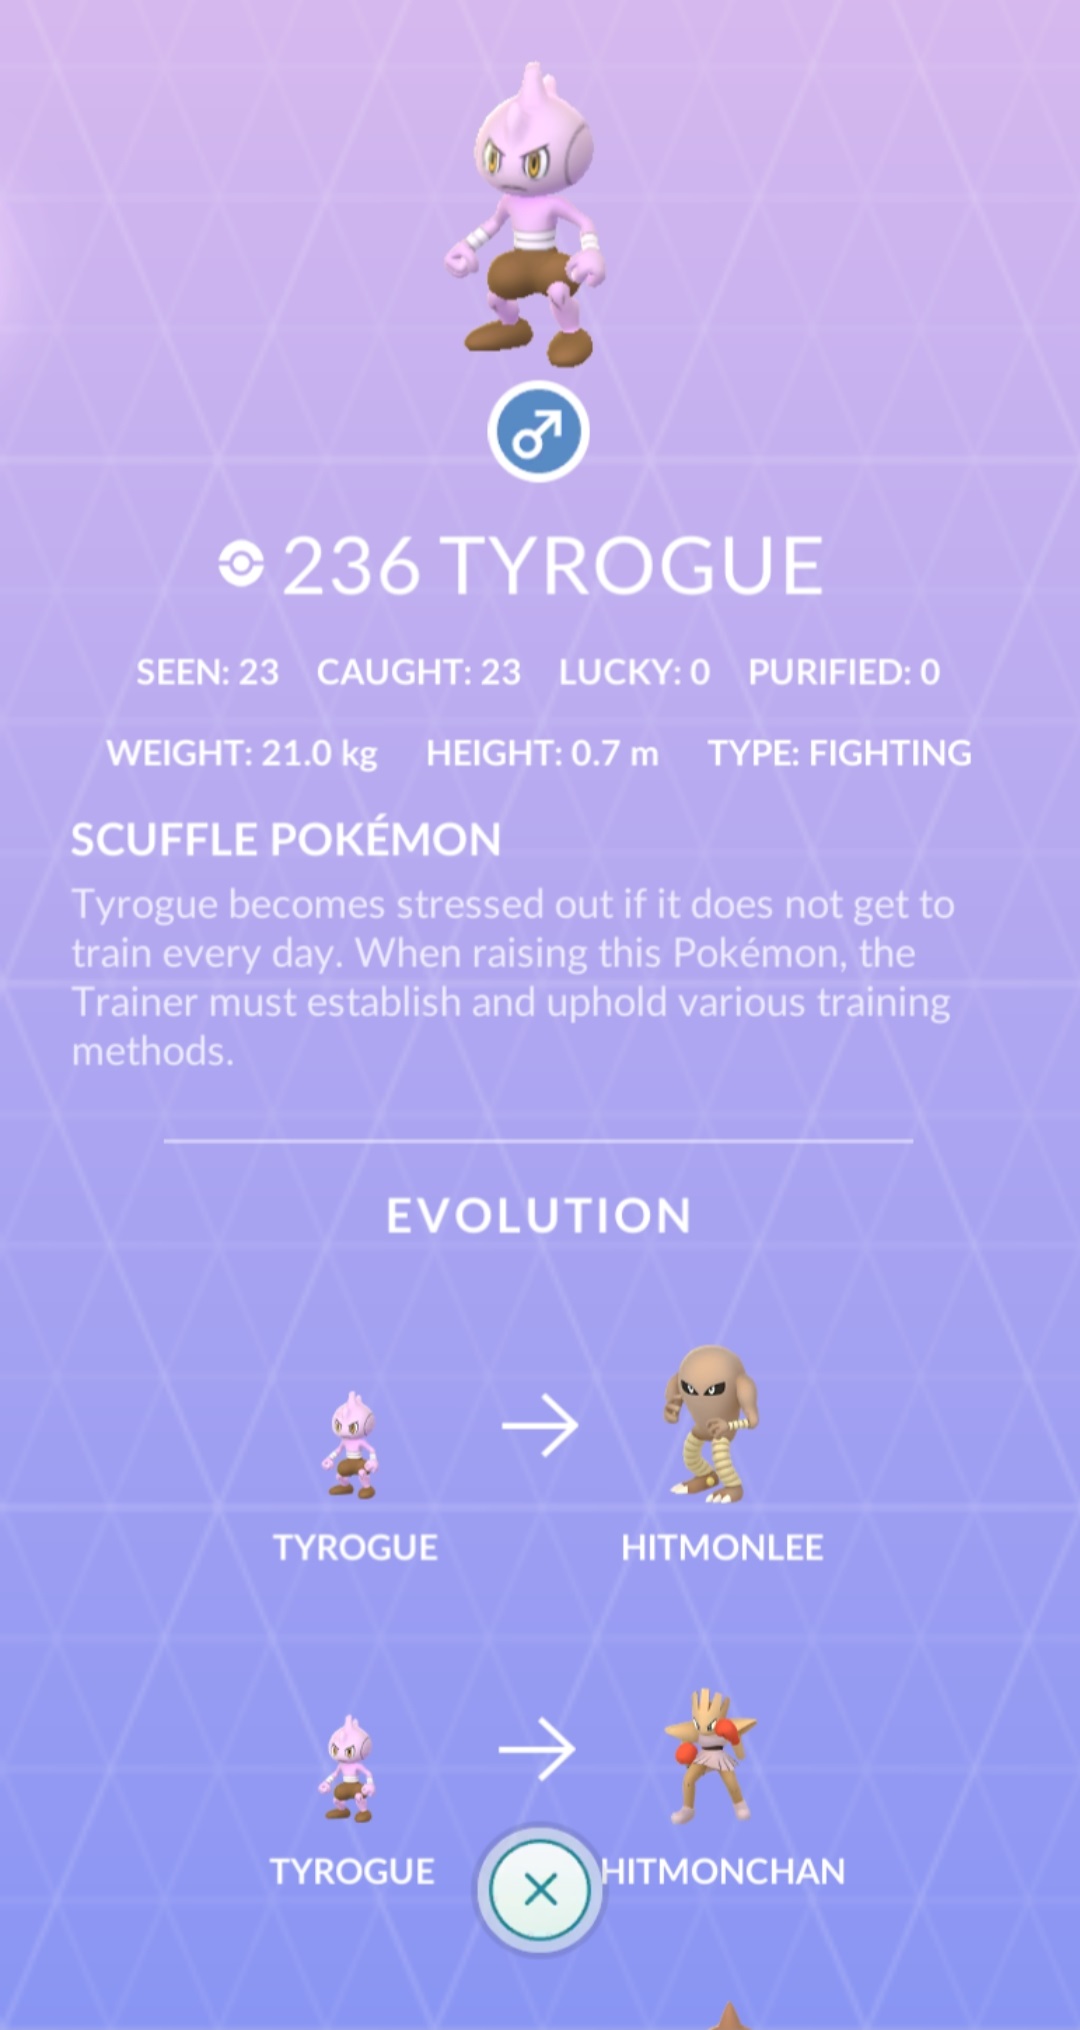 236 TYROGUE
SEEN: 23 CAUGHT: 23 LUCKY: 0 PURIFIED: 0
WEIGHT: 21.0 kg HEIGHT: 0.7 m TYPE: FIGHTING
SCUFFLE POKÉMON
Tyrogue becomes stressed out if it does not get to
train every day. When raising this Pokémon, the
Trainer must establish and uphold various training
methods.
EVOLUTION
TYROGUE HITMONLEE
TYROGUE HITMONCHAN